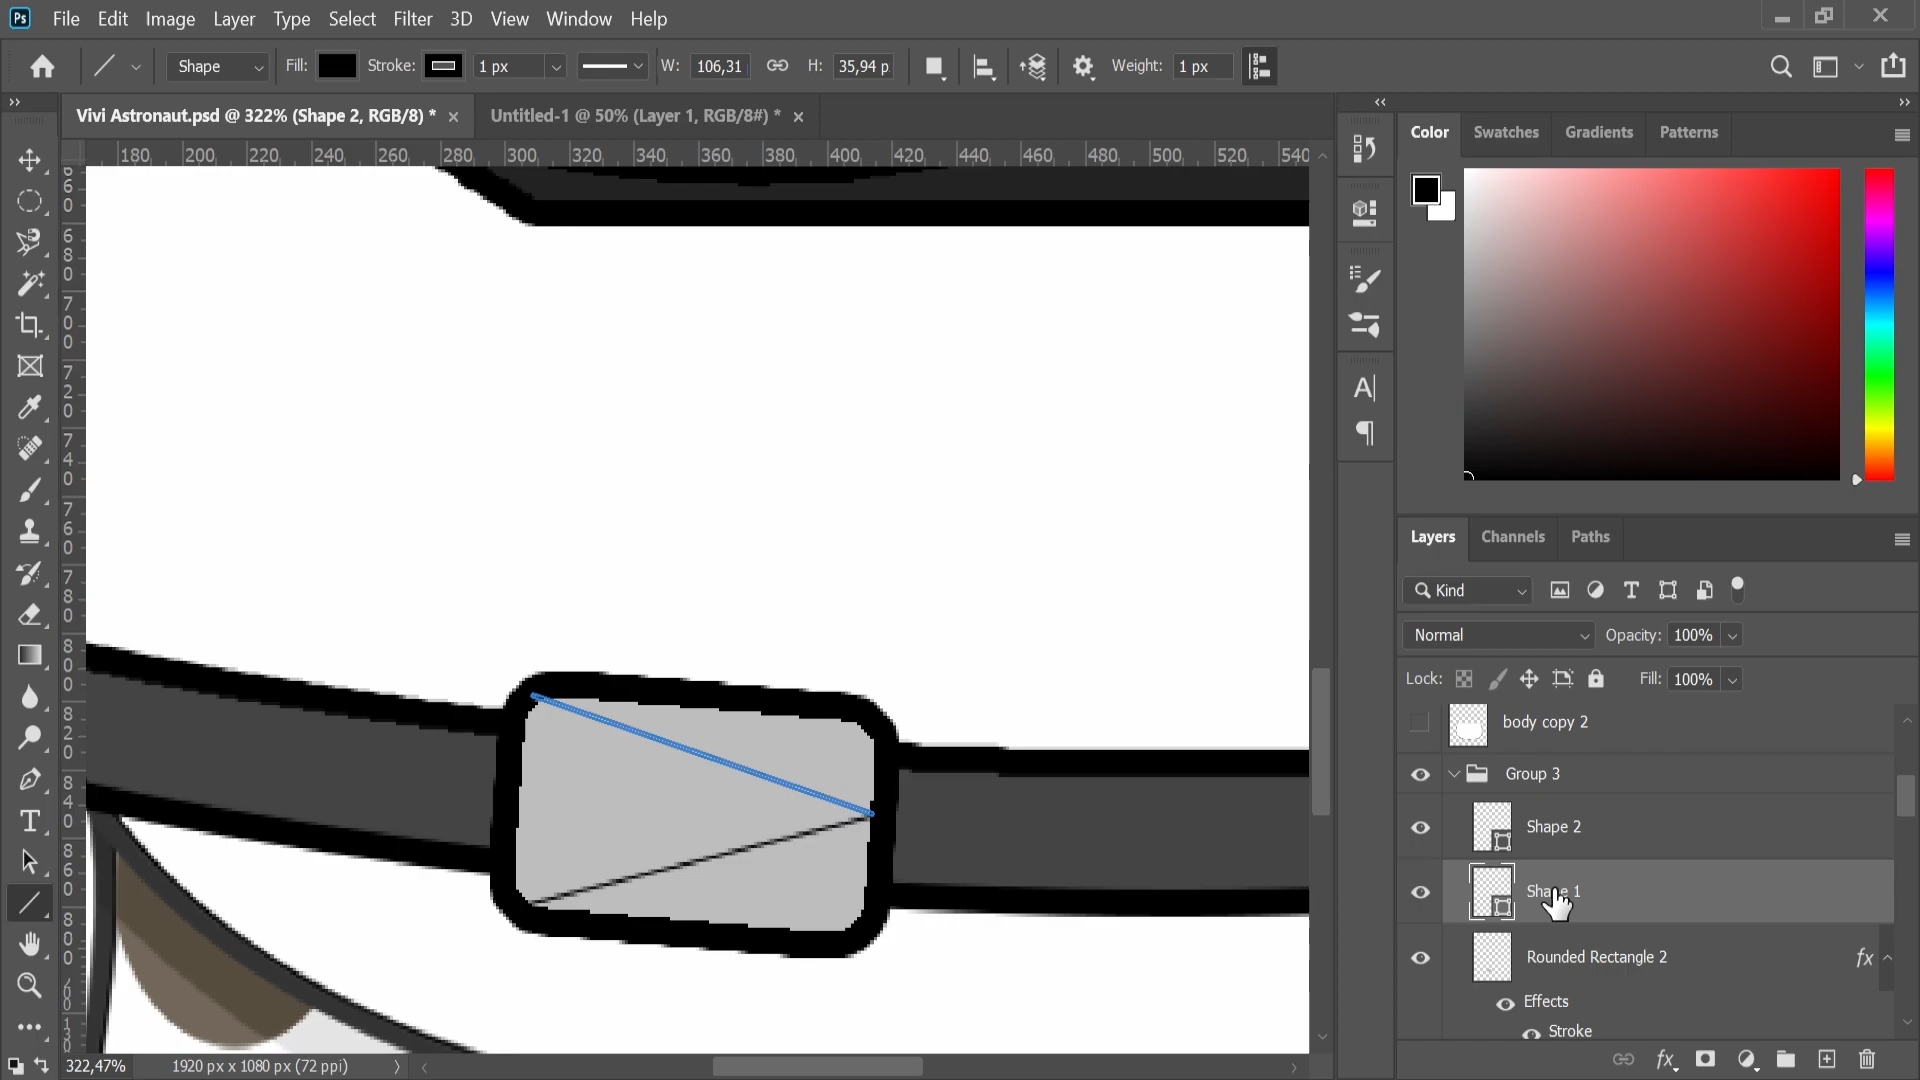 Ps File Edit Image Layer Type Select Filter 3D View Window Help
Shape Fill: Stroke: 1 px W: 106,31 H: 35,94 p Weight: 1 px
Vivi Astronaut.psd @ 322% (Shape 2, RGB/8) * × Untitled-1 @ 50% (Layer 1, RGB/8#) * ×
180 200 220 240 260 280 300 320 340 360 380 400 420 440 460 480 500 520 540
Color Swatches Gradients Patterns
Layers Channels Paths
Kind
Normal Opacity: 100%
Lock: Fill: 100%
body copy 2
Group 3
Shape 2
Shape 1
Rounded Rectangle 2 fx
Effects
Stroke
322,47% 1920 px x 1080 px (72 ppi)